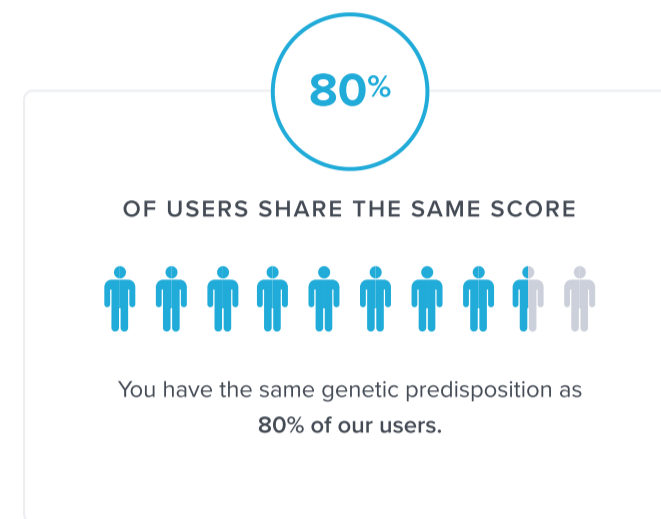 80%
OF USERS SHARE THE SAME SCORE
You have the same genetic predisposition as
80% of our users.